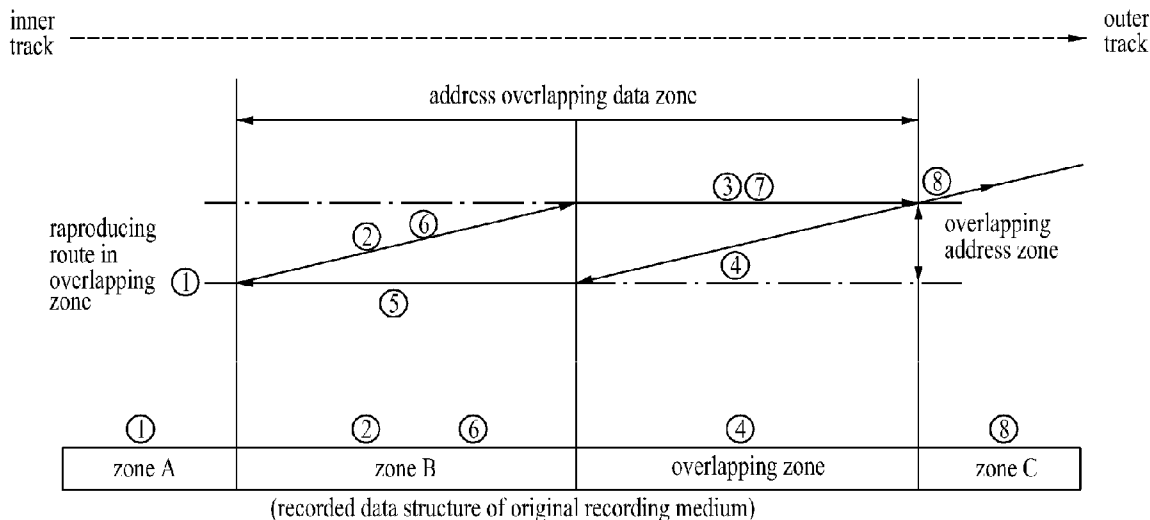 inner
track
outer
track
address overlapping data zone
③⑦
⑧
raproducing
route in
overlapping
zone
①
②
⑥
④
⑤
overlapping
address zone
①
②
⑥
④
⑧
zone A
zone B
overlapping zone
zone C
(recorded data structure of original recording medium)